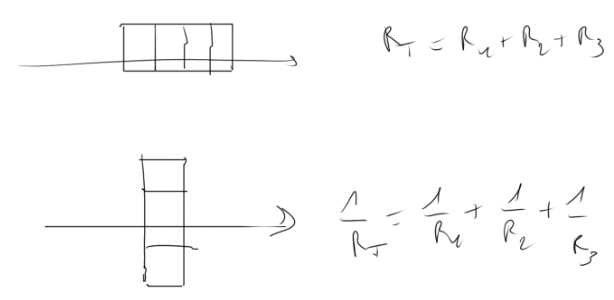 R_T = R_1 + R_2 + R_3
1/R_T = 1/R_1 + 1/R_2 + 1/R_3